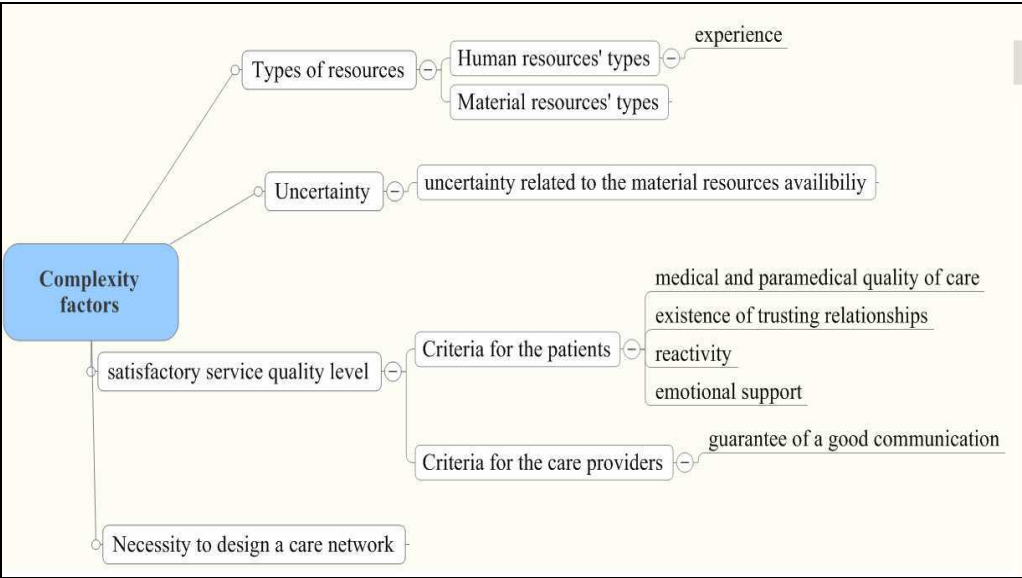 experience
Types of resources
Human resources' types
Material resources' types
Uncertainty
uncertainty related to the material resources availibiliy
Complexity
factors
medical and paramedical quality of care
existence of trusting relationships
Criteria for the patients
reactivity
satisfactory service quality level
emotional support
guarantee of a good communication
Criteria for the care providers
Necessity to design a care network